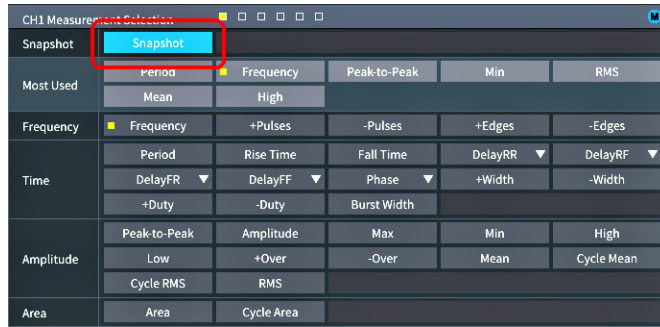 CH1 Measurement Selection
M
Snapshot Snapshot
Most Used Period Frequency Peak-to-Peak Min RMS
Mean High
Frequency Frequency +Pulses -Pulses +Edges -Edges
Time Period Rise Time Fall Time DelayRR DelayRF
DelayFR DelayFF Phase +Width -Width
+Duty -Duty Burst Width
Amplitude Peak-to-Peak Amplitude Max Min High
Low +Over -Over Mean Cycle Mean
Cycle RMS RMS
Area Area Cycle Area